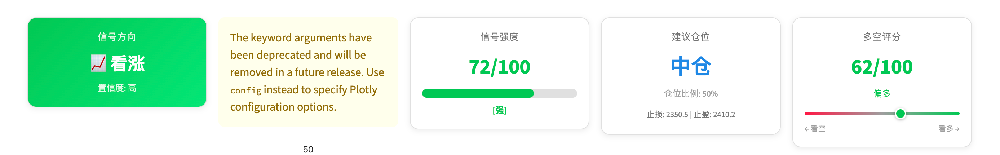 信号方向
📈 看涨
置信度: 高
The keyword arguments have
been deprecated and will be
removed in a future release. Use
config instead to specify Plotly
configuration options.
50
信号强度
72/100
[强]
建议仓位
中仓
仓位比例: 50%
止损: 2350.5 | 止盈: 2410.2
多空评分
62/100
偏多
← 看空
看多 →